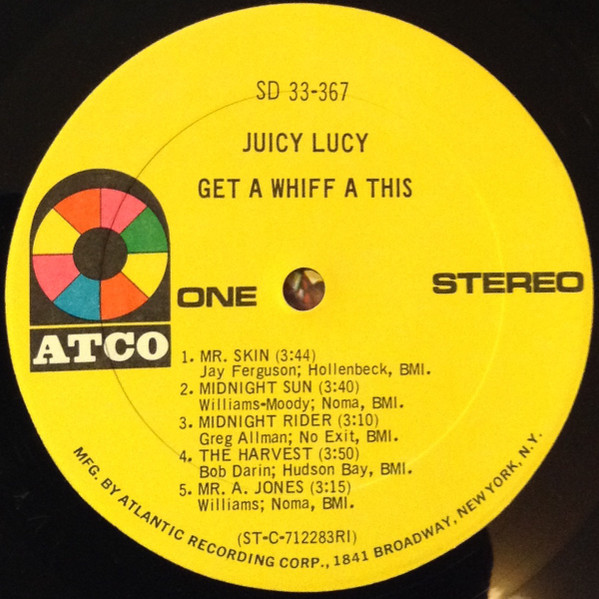 SD 33-367
JUICY LUCY
GET A WHIFF A THIS
ATCO
ONE
STEREO
1. MR. SKIN (3:44)
Jay Ferguson; Hollenbeck, BMI.
2. MIDNIGHT SUN (3:40)
Williams-Moody; Noma, BMI.
3. MIDNIGHT RIDER (3:10)
Greg Allman; No Exit, BMI.
4. THE HARVEST (3:50)
Bob Darin; Hudson Bay, BMI.
5. MR. A. JONES (3:15)
Williams; Noma, BMI.
(ST-C-712283RI)
MFG. BY ATLANTIC RECORDING CORP., 1841 BROADWAY, NEW YORK, N.Y.